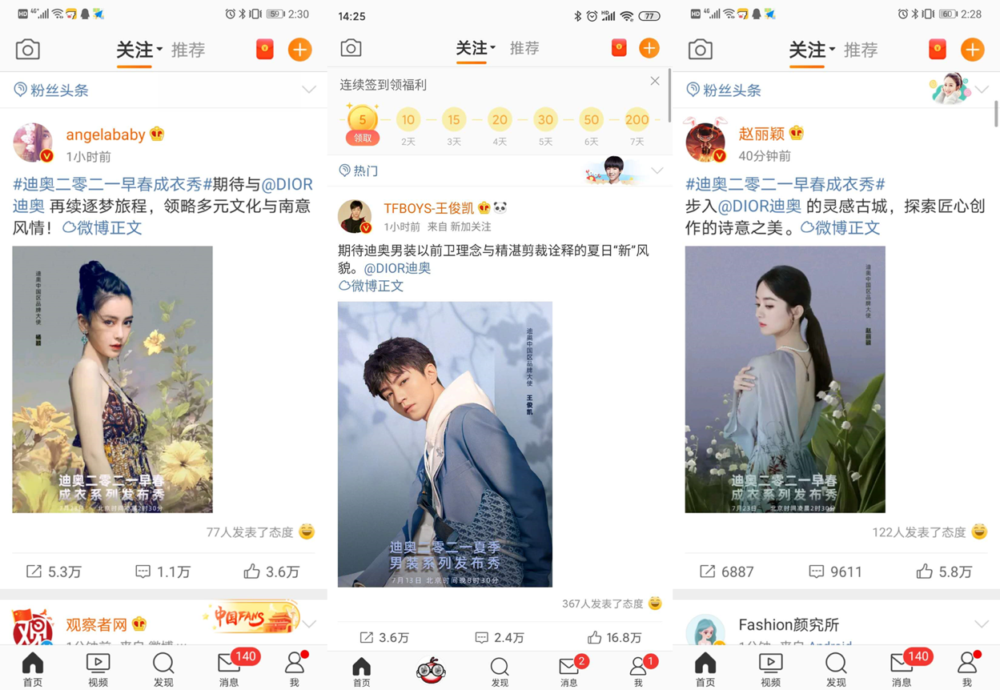 HD 4G+ 59 2:30
关注 推荐
粉丝头条
angelababy
1小时前
#迪奥二零二一早春成衣秀#期待与@DIOR
迪奥 再续逐梦旅程，领略多元文化与南意
风情！ 微博正文
迪奥中国区品牌大使 杨颖
迪奥二零二一早春
成衣系列发布秀
7月23日 北京时间凌晨2时30分
77人发表了态度
5.3万 1.1万 3.6万
观察者网
中国FANS
首页 视频 发现 消息 140 我
14:25 HD 77
关注 推荐
连续签到领福利
5 10 15 20 30 50 200
领取 2天 3天 4天 5天 6天 7天
热门
TFBOYS-王俊凯
1小时前 来自 新加关注
期待迪奥男装以前卫理念与精湛剪裁诠释的夏日“新”风
貌。@DIOR迪奥
微博正文
迪奥中国区品牌大使 王俊凯
迪奥二零二一夏季
男装系列发布秀
7月13日 北京时间晚8时30分
367人发表了态度
3.6万 2.4万 16.8万
首页 发现 消息 2 我 1
HD 4G 60 2:28
关注 推荐
粉丝头条
赵丽颖
40分钟前
#迪奥二零二一早春成衣秀#
步入@DIOR迪奥 的灵感古城，探索匠心创
作的诗意之美。 微博正文
迪奥中国区品牌大使 赵丽颖
迪奥二零二一早春
成衣系列发布秀
7月23日 北京时间凌晨2时30分
122人发表了态度
6887 9611 5.8万
Fashion颜究所
首页 视频 发现 消息 140 我